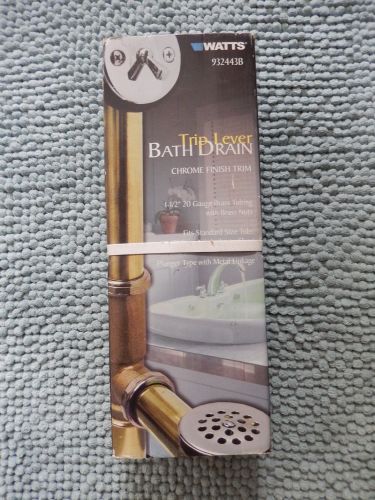 WATTS
932443B
Trip Lever
BATH DRAIN
CHROME FINISH TRIM
1-1/2" 20 Gauge Brass Tubing
with Brass Nuts
Fits Standard Size Tubs
Plunger Type with Metal Linkage